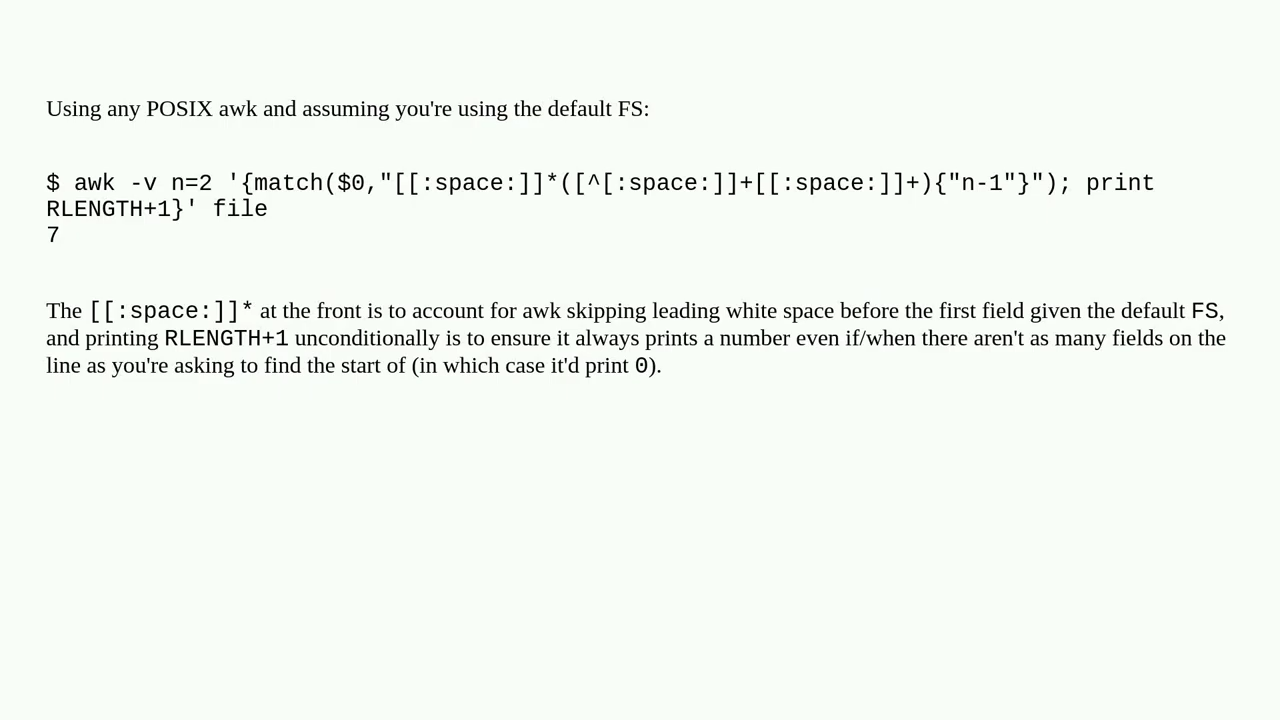 Using any POSIX awk and assuming you're using the default FS:
$ awk -v n=2 '{match($0,"[[:space:]]*([^[:space:]]+[[:space:]]+){"n-1"}"); print
RLENGTH+1}' file
7
The [[:space:]]* at the front is to account for awk skipping leading white space before the first field given the default FS,
and printing RLENGTH+1 unconditionally is to ensure it always prints a number even if/when there aren't as many fields on the
line as you're asking to find the start of (in which case it'd print 0).